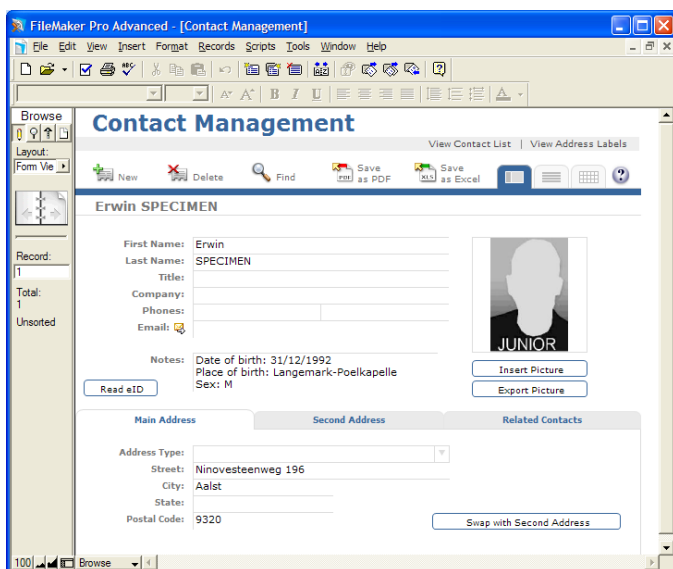 FileMaker Pro Advanced - [Contact Management]
File Edit View Insert Format Records Scripts Tools Window Help
ABC
B I U A
Browse
Layout:
Form Vie
Record:
1
Total:
1
Unsorted
Contact Management
View Contact List | View Address Labels
New Delete Find PDF Save as PDF XLS Save as Excel ?
Erwin SPECIMEN
First Name: Erwin
Last Name: SPECIMEN
Title:
Company:
Phones:
Email:
Notes: Date of birth: 31/12/1992
Place of birth: Langemark-Poelkapelle
Sex: M
Read eID
JUNIOR
Insert Picture
Export Picture
Main Address Second Address Related Contacts
Address Type:
Street: Ninovesteenweg 196
City: Aalst
State:
Postal Code: 9320
Swap with Second Address
100 Browse